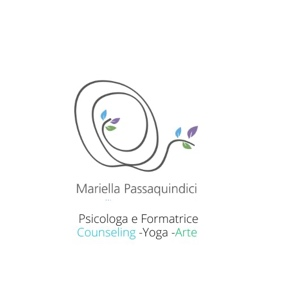 Mariella Passaquindici
Psicologa e Formatrice
Counseling -Yoga -Arte